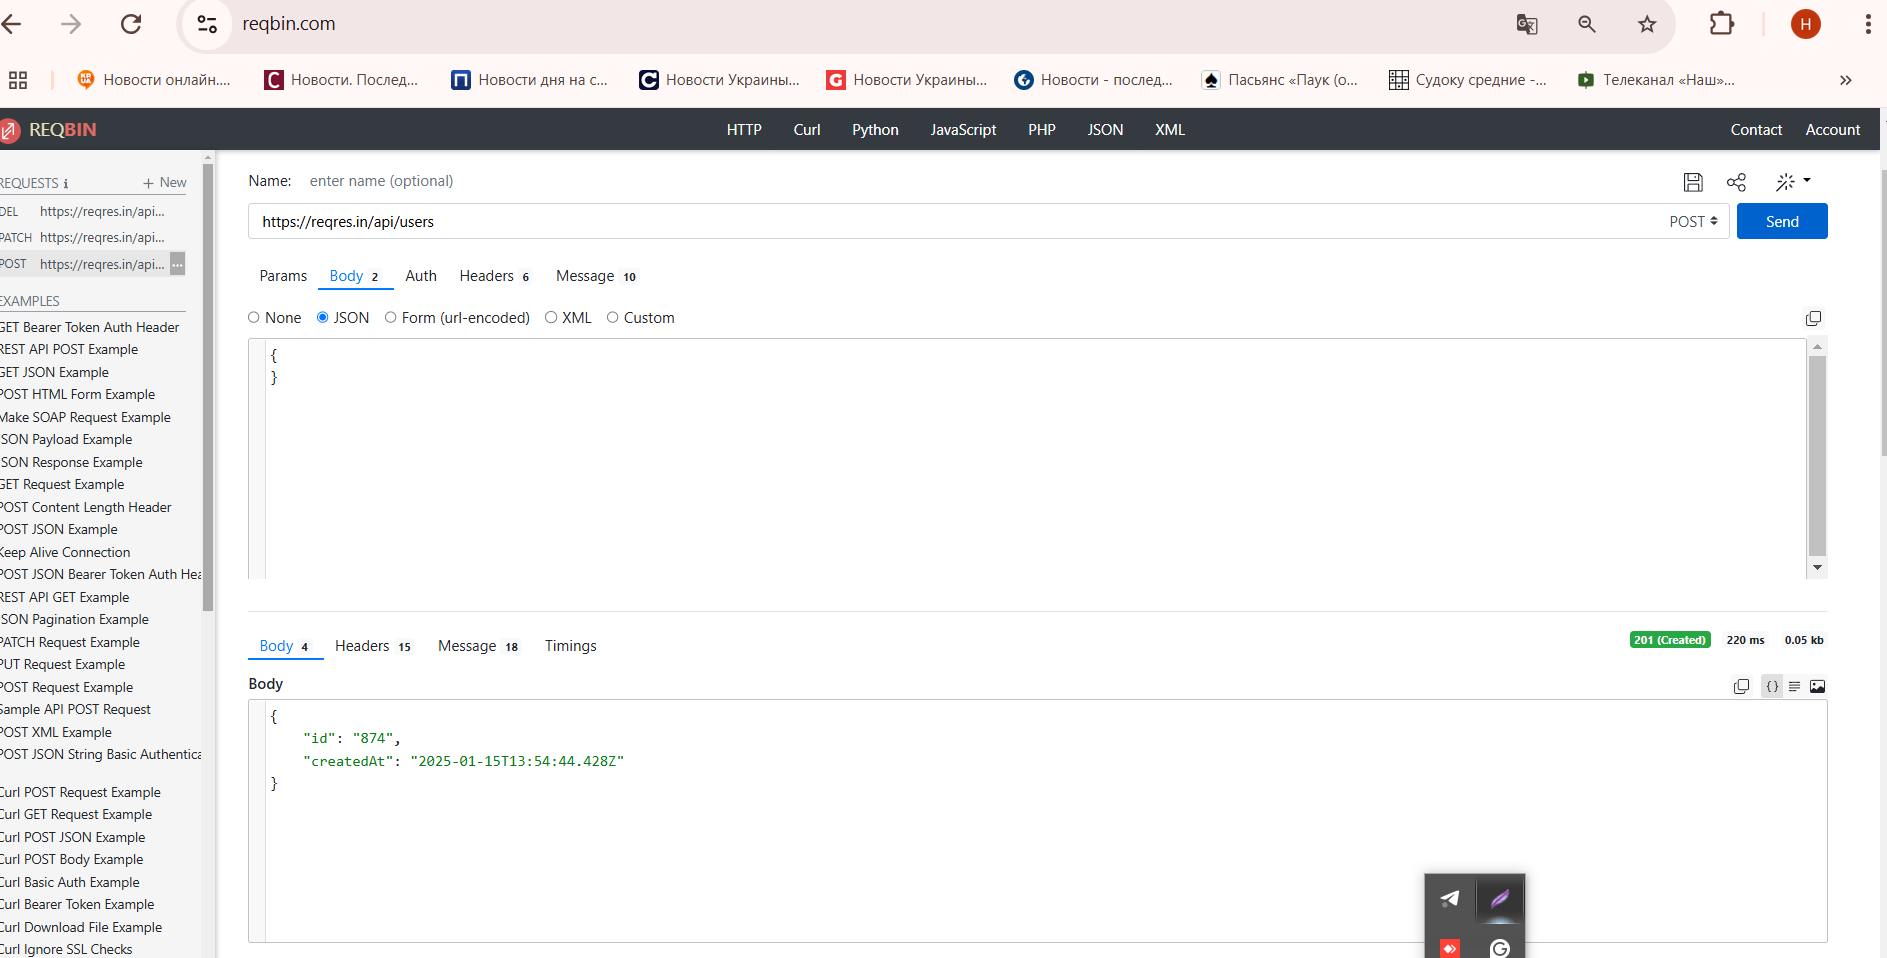 reqbin.com
Новости онлайн.... Новости. Послед... Новости дня на с... Новости Украины... Новости Украины... Новости - послед... Пасьянс «Паук (о... Судоку средние -... Телеканал «Наш»... »
REQBIN HTTP Curl Python JavaScript PHP JSON XML Contact Account
REQUESTS + New
DEL https://reqres.in/api...
PATCH https://reqres.in/api...
POST https://reqres.in/api... ...
EXAMPLES
GET Bearer Token Auth Header
REST API POST Example
GET JSON Example
POST HTML Form Example
Make SOAP Request Example
JSON Payload Example
JSON Response Example
GET Request Example
POST Content Length Header
POST JSON Example
Keep Alive Connection
POST JSON Bearer Token Auth Hea
REST API GET Example
JSON Pagination Example
PATCH Request Example
PUT Request Example
POST Request Example
Sample API POST Request
POST XML Example
POST JSON String Basic Authentica
Curl POST Request Example
Curl GET Request Example
Curl POST JSON Example
Curl POST Body Example
Curl Basic Auth Example
Curl Bearer Token Example
Curl Download File Example
Curl Ignore SSL Checks
Name: enter name (optional)
https://reqres.in/api/users POST Send
Params Body 2 Auth Headers 6 Message 10
None JSON Form (url-encoded) XML Custom
{
}
Body 4 Headers 15 Message 18 Timings 201 (Created) 220 ms 0.05 kb
Body {}
{
"id": "874",
"createdAt": "2025-01-15T13:54:44.428Z"
}